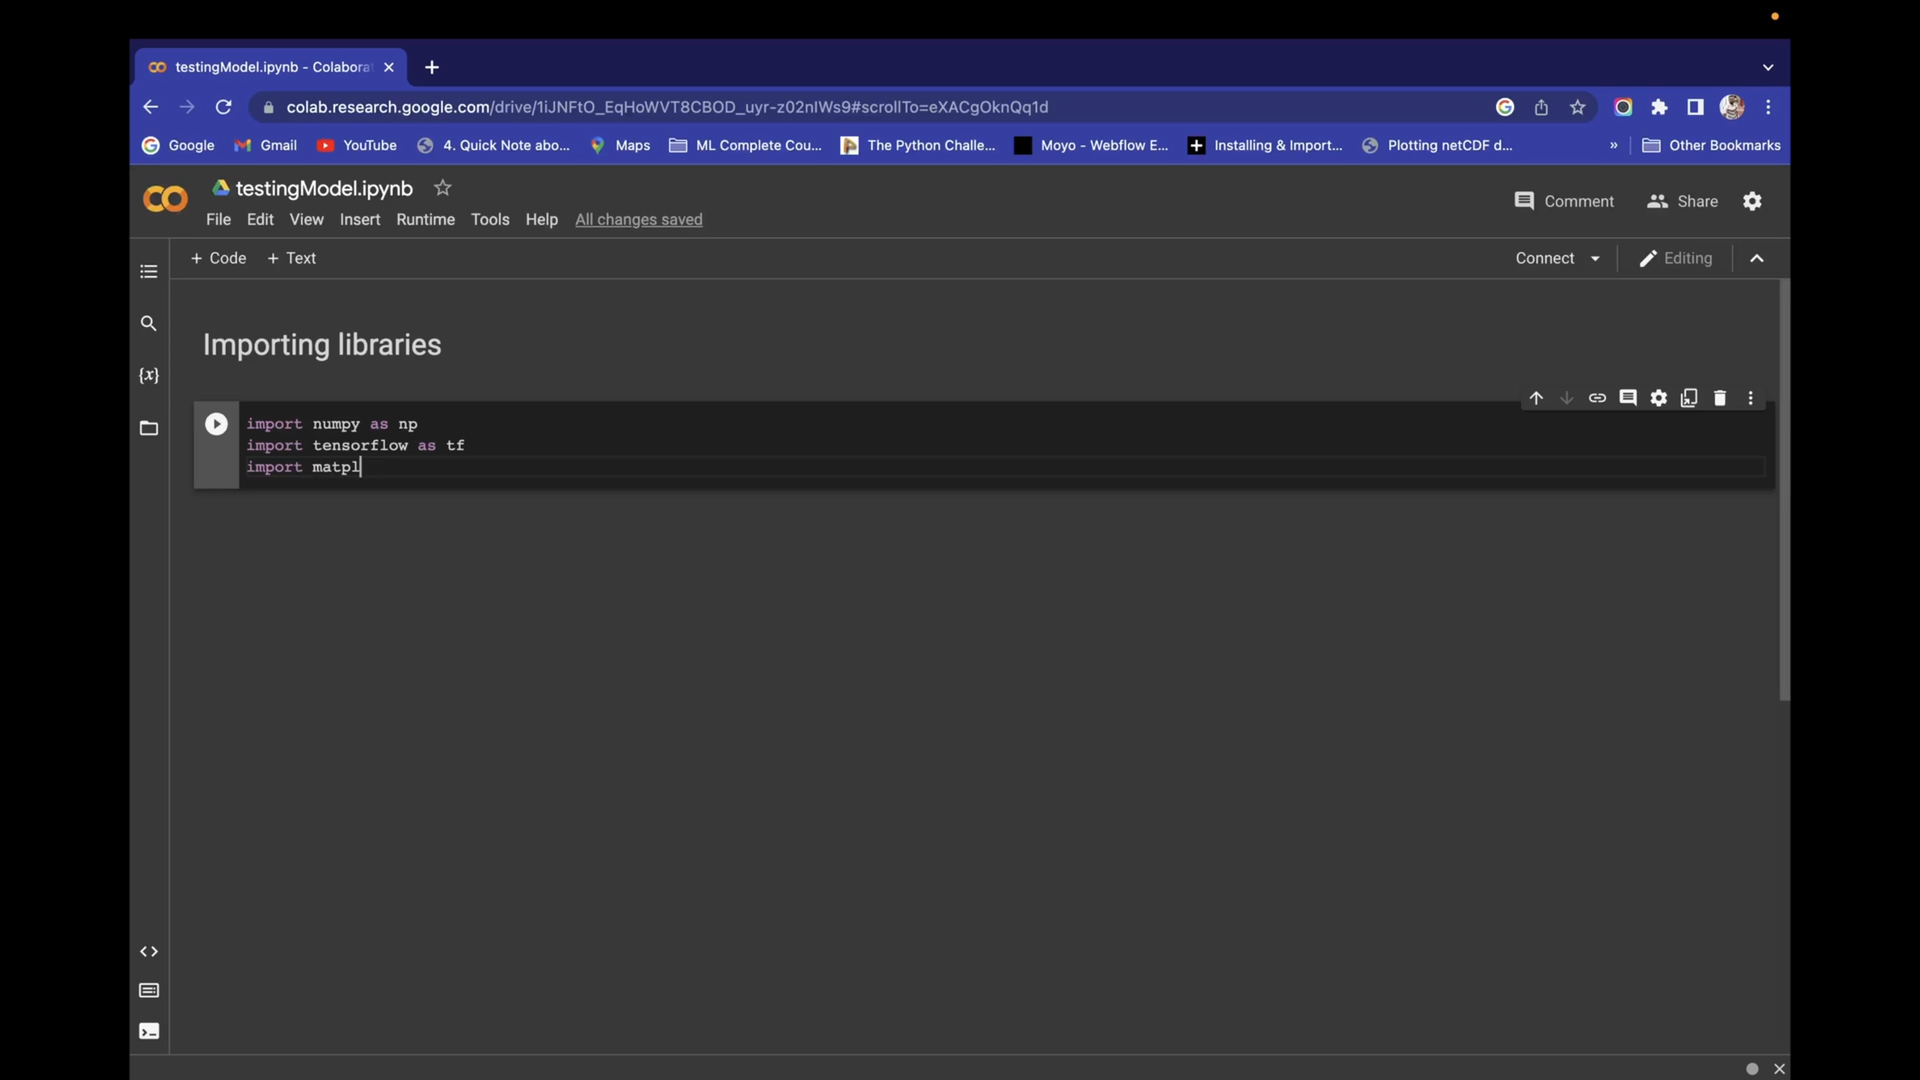 testingModel.ipynb - Colabora
colab.research.google.com/drive/1iJNFtO_EqHoWVT8CBOD_uyr-z02nIWs9#scrollTo=eXACgOknQq1d
Google Gmail YouTube 4. Quick Note abo... Maps ML Complete Cou... The Python Challe... Moyo - Webflow E... Installing & Import... Plotting netCDF d... » Other Bookmarks
testingModel.ipynb
Comment Share
File Edit View Insert Runtime Tools Help All changes saved
+ Code + Text Connect Editing
Importing libraries
{x}
import numpy as np
import tensorflow as tf
import matpl